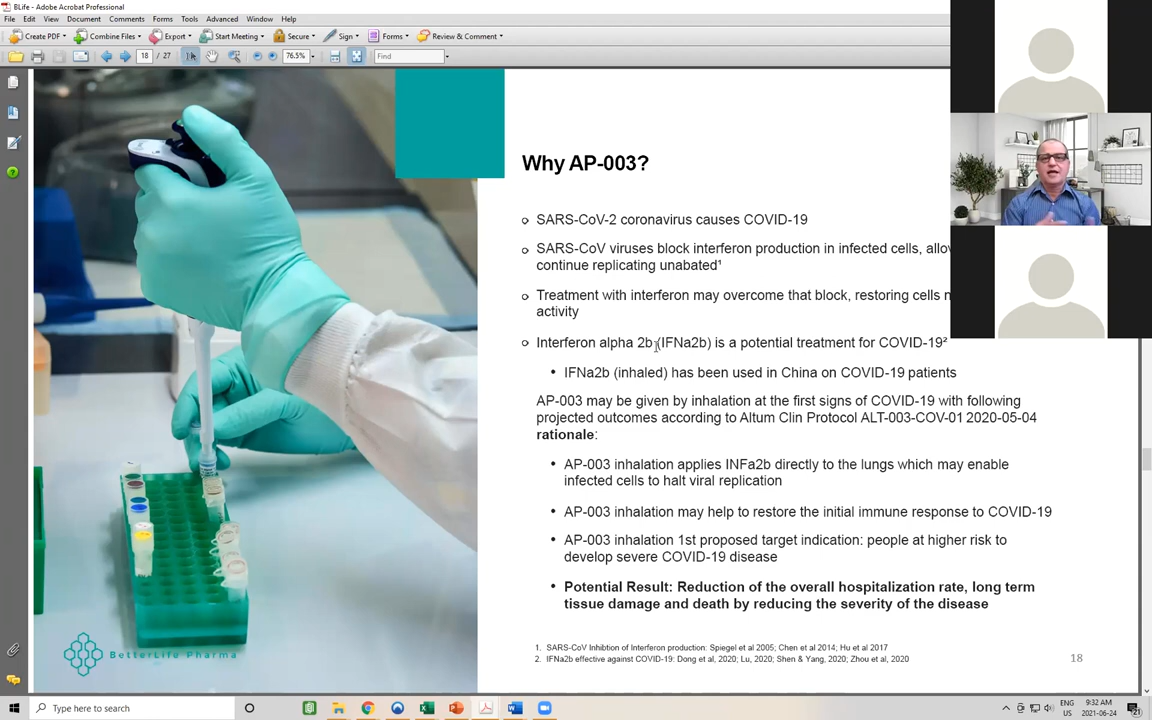 BLife - Adobe Acrobat Professional
File Edit View Document Comments Forms Tools Advanced Window Help
Create PDF Combine Files Export Start Meeting Secure Sign Forms Review & Comment
18 / 27 76.5% Find
Why AP-003?
SARS-CoV-2 coronavirus causes COVID-19
SARS-CoV viruses block interferon production in infected cells, allo
continue replicating unabated¹
Treatment with interferon may overcome that block, restoring cells n
activity
Interferon alpha 2b (IFNa2b) is a potential treatment for COVID-19²
• IFNa2b (inhaled) has been used in China on COVID-19 patients
AP-003 may be given by inhalation at the first signs of COVID-19 with following
projected outcomes according to Altum Clin Protocol ALT-003-COV-01 2020-05-04
rationale:
• AP-003 inhalation applies INFa2b directly to the lungs which may enable
infected cells to halt viral replication
• AP-003 inhalation may help to restore the initial immune response to COVID-19
• AP-003 inhalation 1st proposed target indication: people at higher risk to
develop severe COVID-19 disease
• Potential Result: Reduction of the overall hospitalization rate, long term
tissue damage and death by reducing the severity of the disease
1. SARS-CoV Inhibtion of Interferon production: Spiegel et al 2005; Chen et al 2014; Hu et al 2017
2. IFNa2b effective against COVID-19: Dong et al, 2020; Lu, 2020; Shen & Yang, 2020; Zhou et al, 2020
18
BetterLife Pharma
Type here to search
ENG
US
9:32 AM
2021-06-24
21